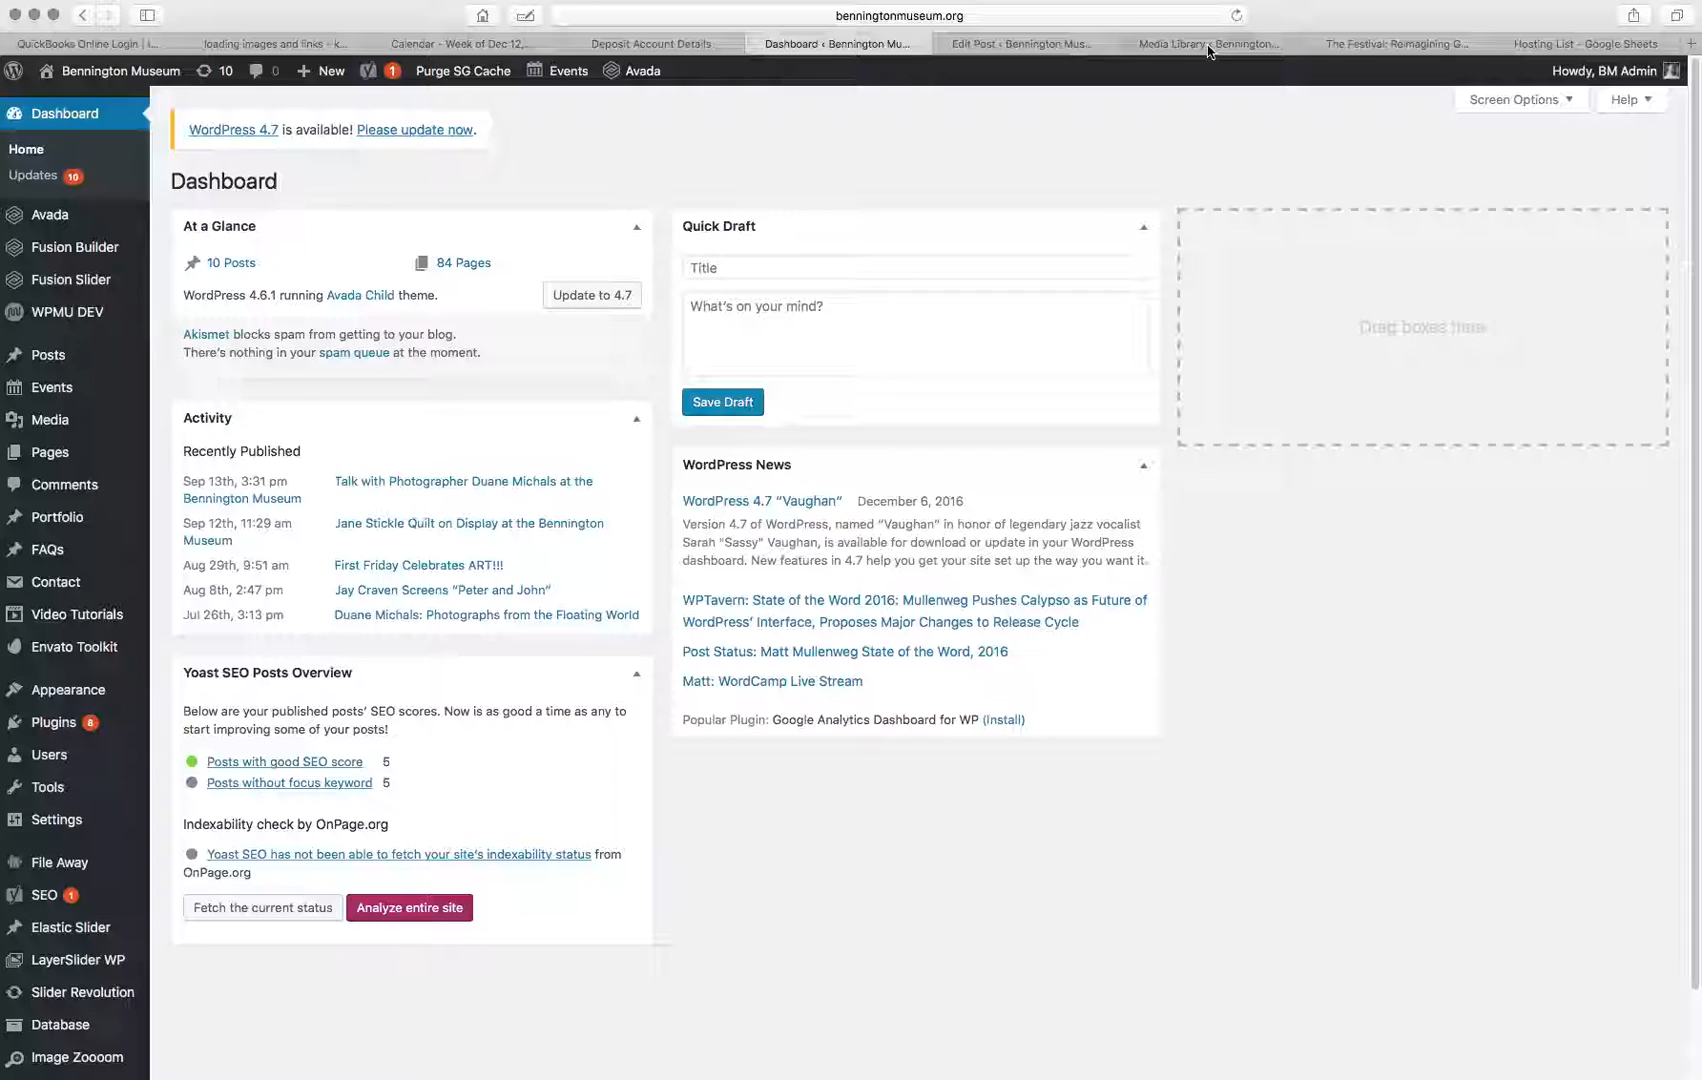 benningtonmuseum.org
QuickBooks Online Login | i...
loading images and links - k...
Calendar - Week of Dec 12,...
Deposit Account Details
Dashboard ‹ Bennington Mu...
Edit Post ‹ Bennington Mus...
Media Library ‹ Bennington...
The Festival: Reimagining G...
Hosting List - Google Sheets
Bennington Museum
10
0
New
1
Purge SG Cache
Events
Avada
Howdy, BM Admin
Dashboard
Home
Updates 10
Avada
Fusion Builder
Fusion Slider
WPMU DEV
Posts
Events
Media
Pages
Comments
Portfolio
FAQs
Contact
Video Tutorials
Envato Toolkit
Appearance
Plugins 8
Users
Tools
Settings
File Away
SEO 1
Elastic Slider
LayerSlider WP
Slider Revolution
Database
Image Zoooom
Screen Options ▼
Help ▼
WordPress 4.7 is available! Please update now.
Dashboard
At a Glance
10 Posts
84 Pages
WordPress 4.6.1 running Avada Child theme.
Update to 4.7
Akismet blocks spam from getting to your blog.
There's nothing in your spam queue at the moment.
Activity
Recently Published
Sep 13th, 3:31 pm Talk with Photographer Duane Michals at the
Bennington Museum
Sep 12th, 11:29 am Jane Stickle Quilt on Display at the Bennington
Museum
Aug 29th, 9:51 am First Friday Celebrates ART!!!
Aug 8th, 2:47 pm Jay Craven Screens "Peter and John"
Jul 26th, 3:13 pm Duane Michals: Photographs from the Floating World
Yoast SEO Posts Overview
Below are your published posts' SEO scores. Now is as good a time as any to
start improving some of your posts!
Posts with good SEO score 5
Posts without focus keyword 5
Indexability check by OnPage.org
Yoast SEO has not been able to fetch your site's indexability status from
OnPage.org
Fetch the current status
Analyze entire site
Quick Draft
Title
What's on your mind?
Save Draft
WordPress News
WordPress 4.7 "Vaughan" December 6, 2016
Version 4.7 of WordPress, named "Vaughan" in honor of legendary jazz vocalist
Sarah "Sassy" Vaughan, is available for download or update in your WordPress
dashboard. New features in 4.7 help you get your site set up the way you want it.
WPTavern: State of the Word 2016: Mullenweg Pushes Calypso as Future of
WordPress' Interface, Proposes Major Changes to Release Cycle
Post Status: Matt Mullenweg State of the Word, 2016
Matt: WordCamp Live Stream
Popular Plugin: Google Analytics Dashboard for WP (Install)
Drag boxes here